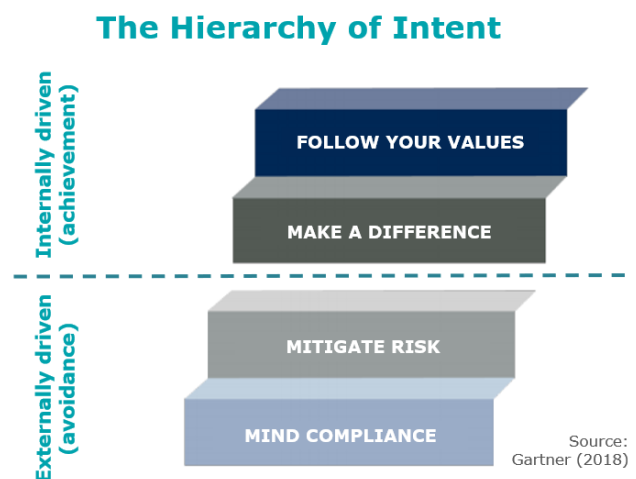 The Hierarchy of Intent
Internally driven
(achievement)
FOLLOW YOUR VALUES
MAKE A DIFFERENCE
Externally driven
(avoidance)
MITIGATE RISK
MIND COMPLIANCE
Source:
Gartner (2018)